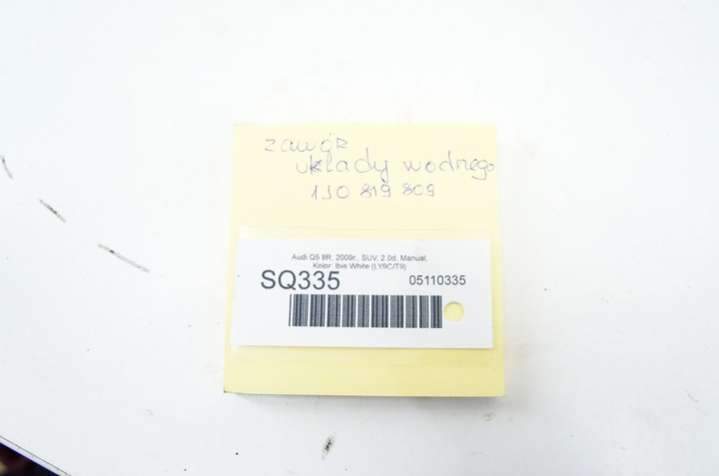 zawór
układy wodnego
1J0 819 809
Audi Q5 8R, 2009r., SUV, 2.0d, Manual,
Kolor: Ibis White (LY9C/T9)
SQ335 05110335